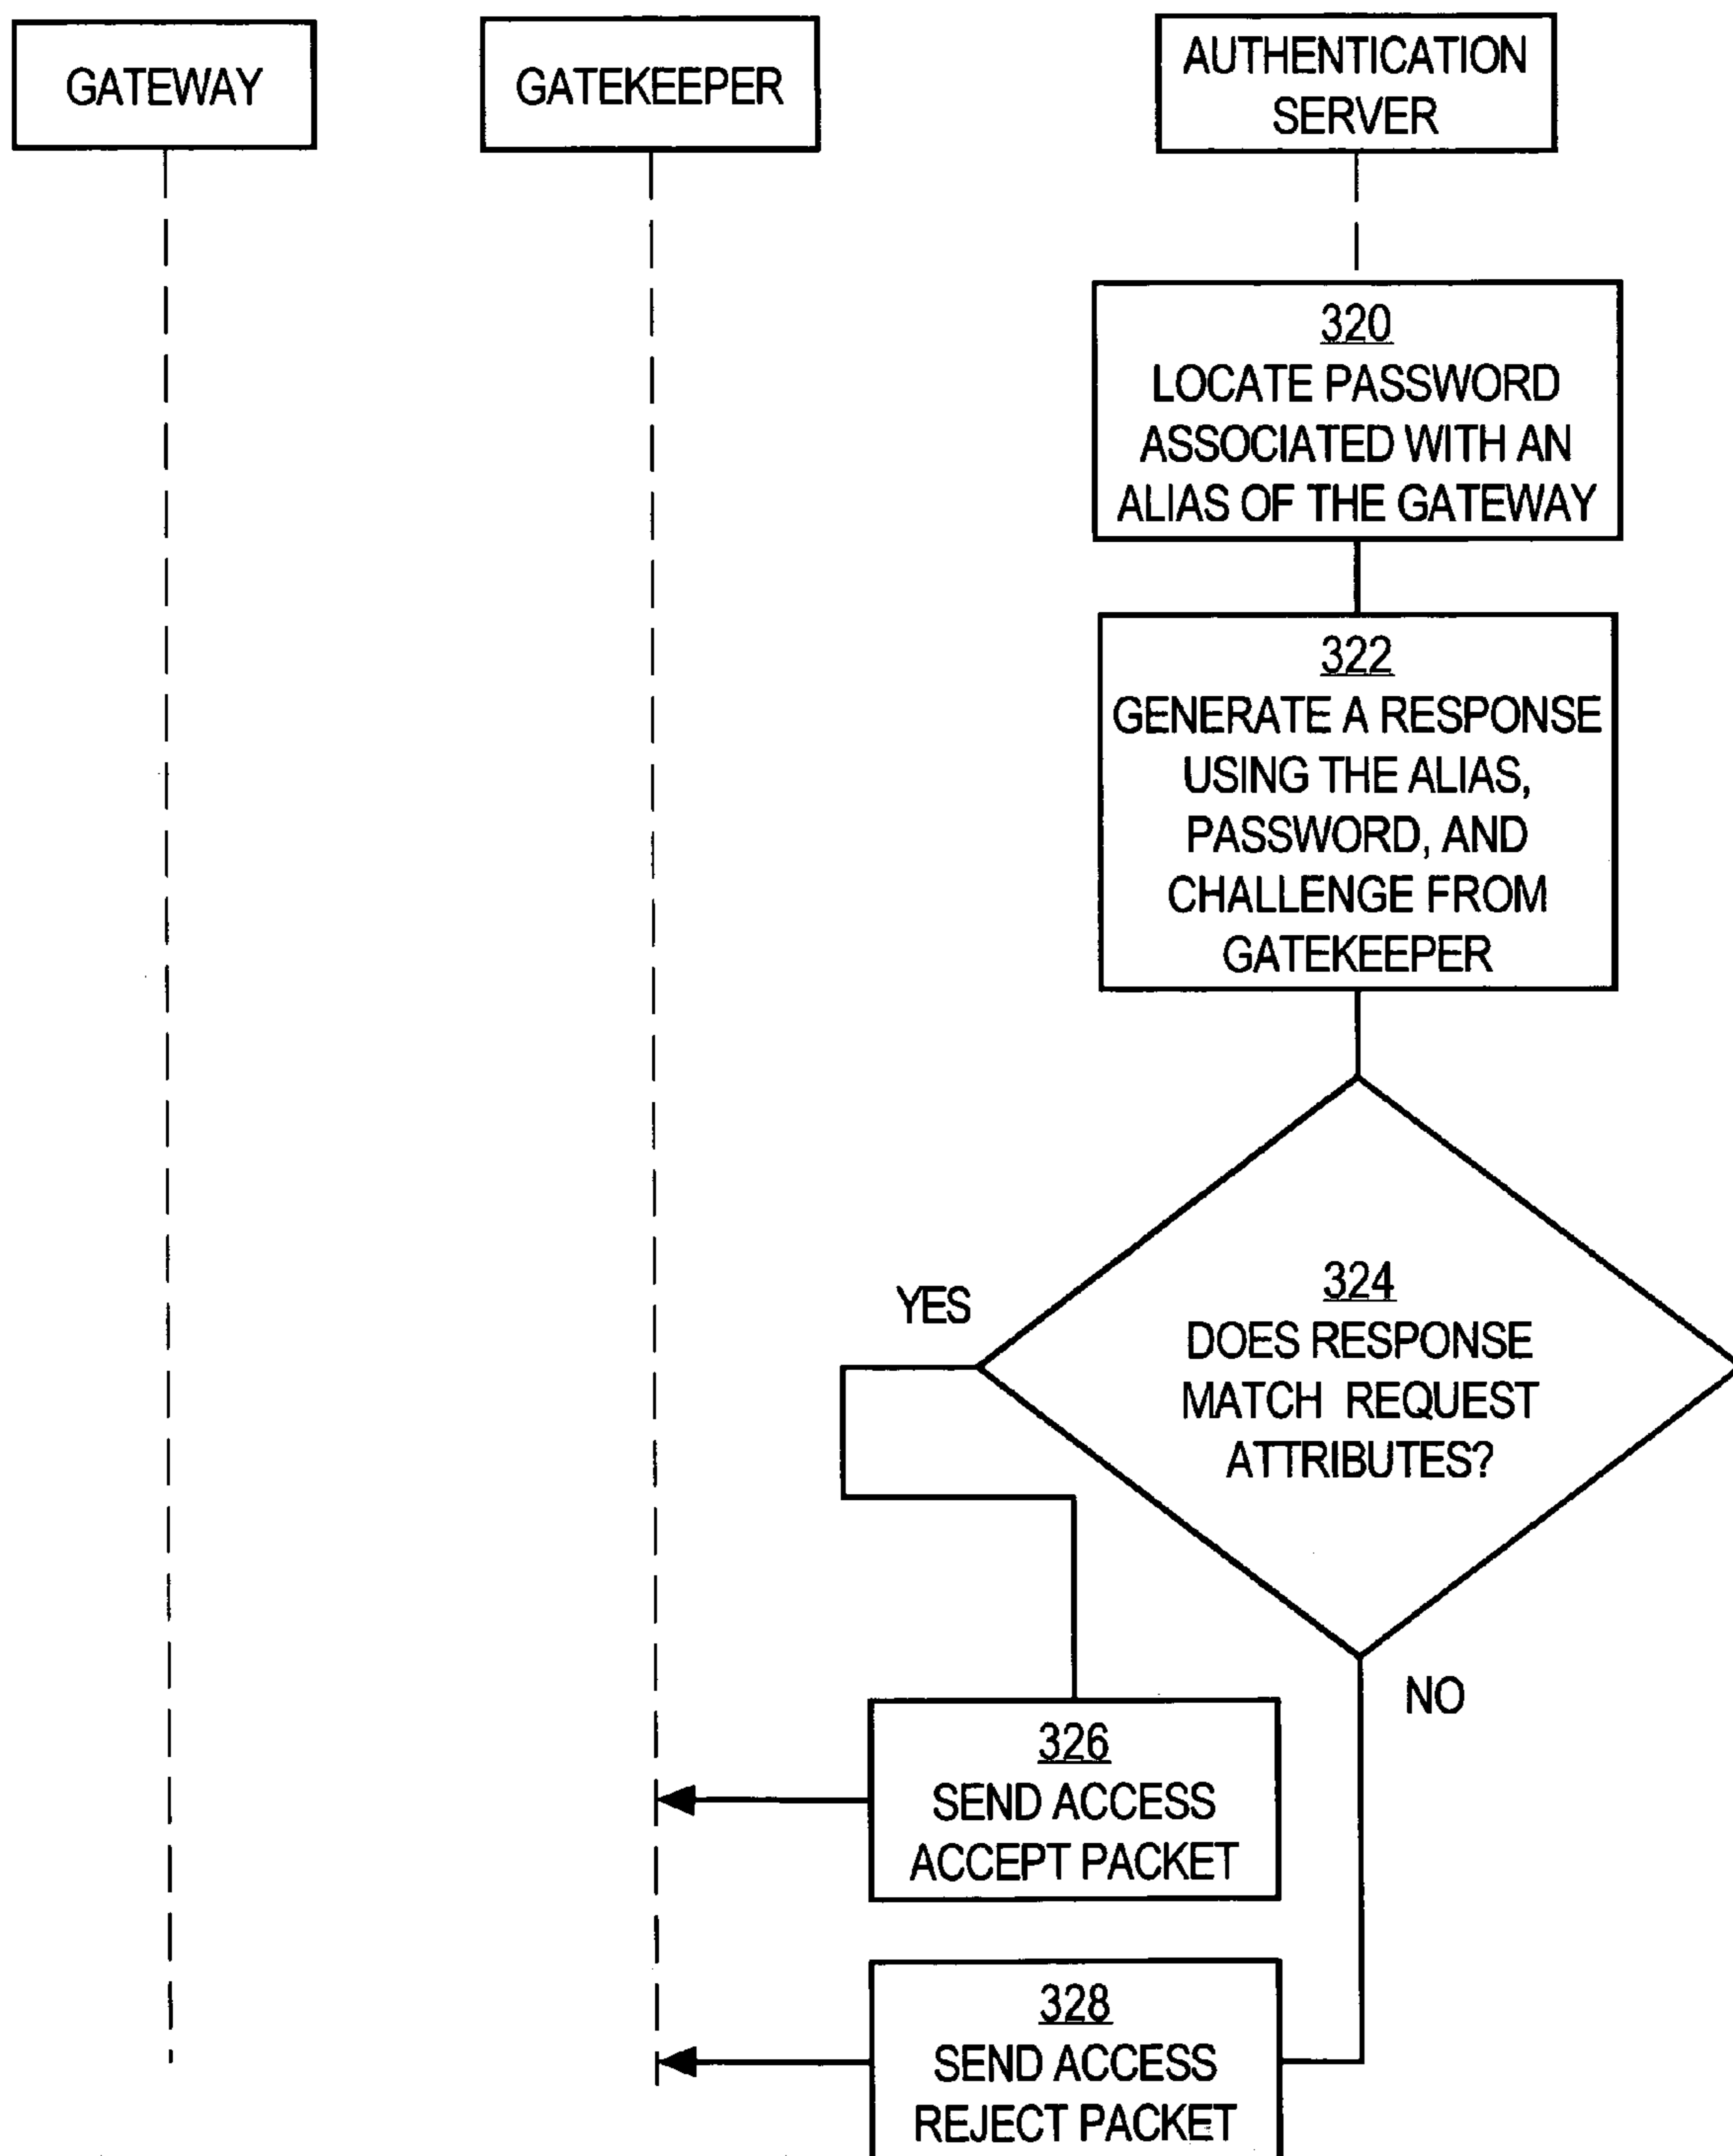 GATEWAY
GATEKEEPER
AUTHENTICATION
SERVER
320
LOCATE PASSWORD
ASSOCIATED WITH AN
ALIAS OF THE GATEWAY
322
GENERATE A RESPONSE
USING THE ALIAS,
PASSWORD, AND
CHALLENGE FROM
GATEKEEPER
YES
324
DOES RESPONSE
MATCH REQUEST
ATTRIBUTES?
NO
326
SEND ACCESS
ACCEPT PACKET
328
SEND ACCESS
REJECT PACKET